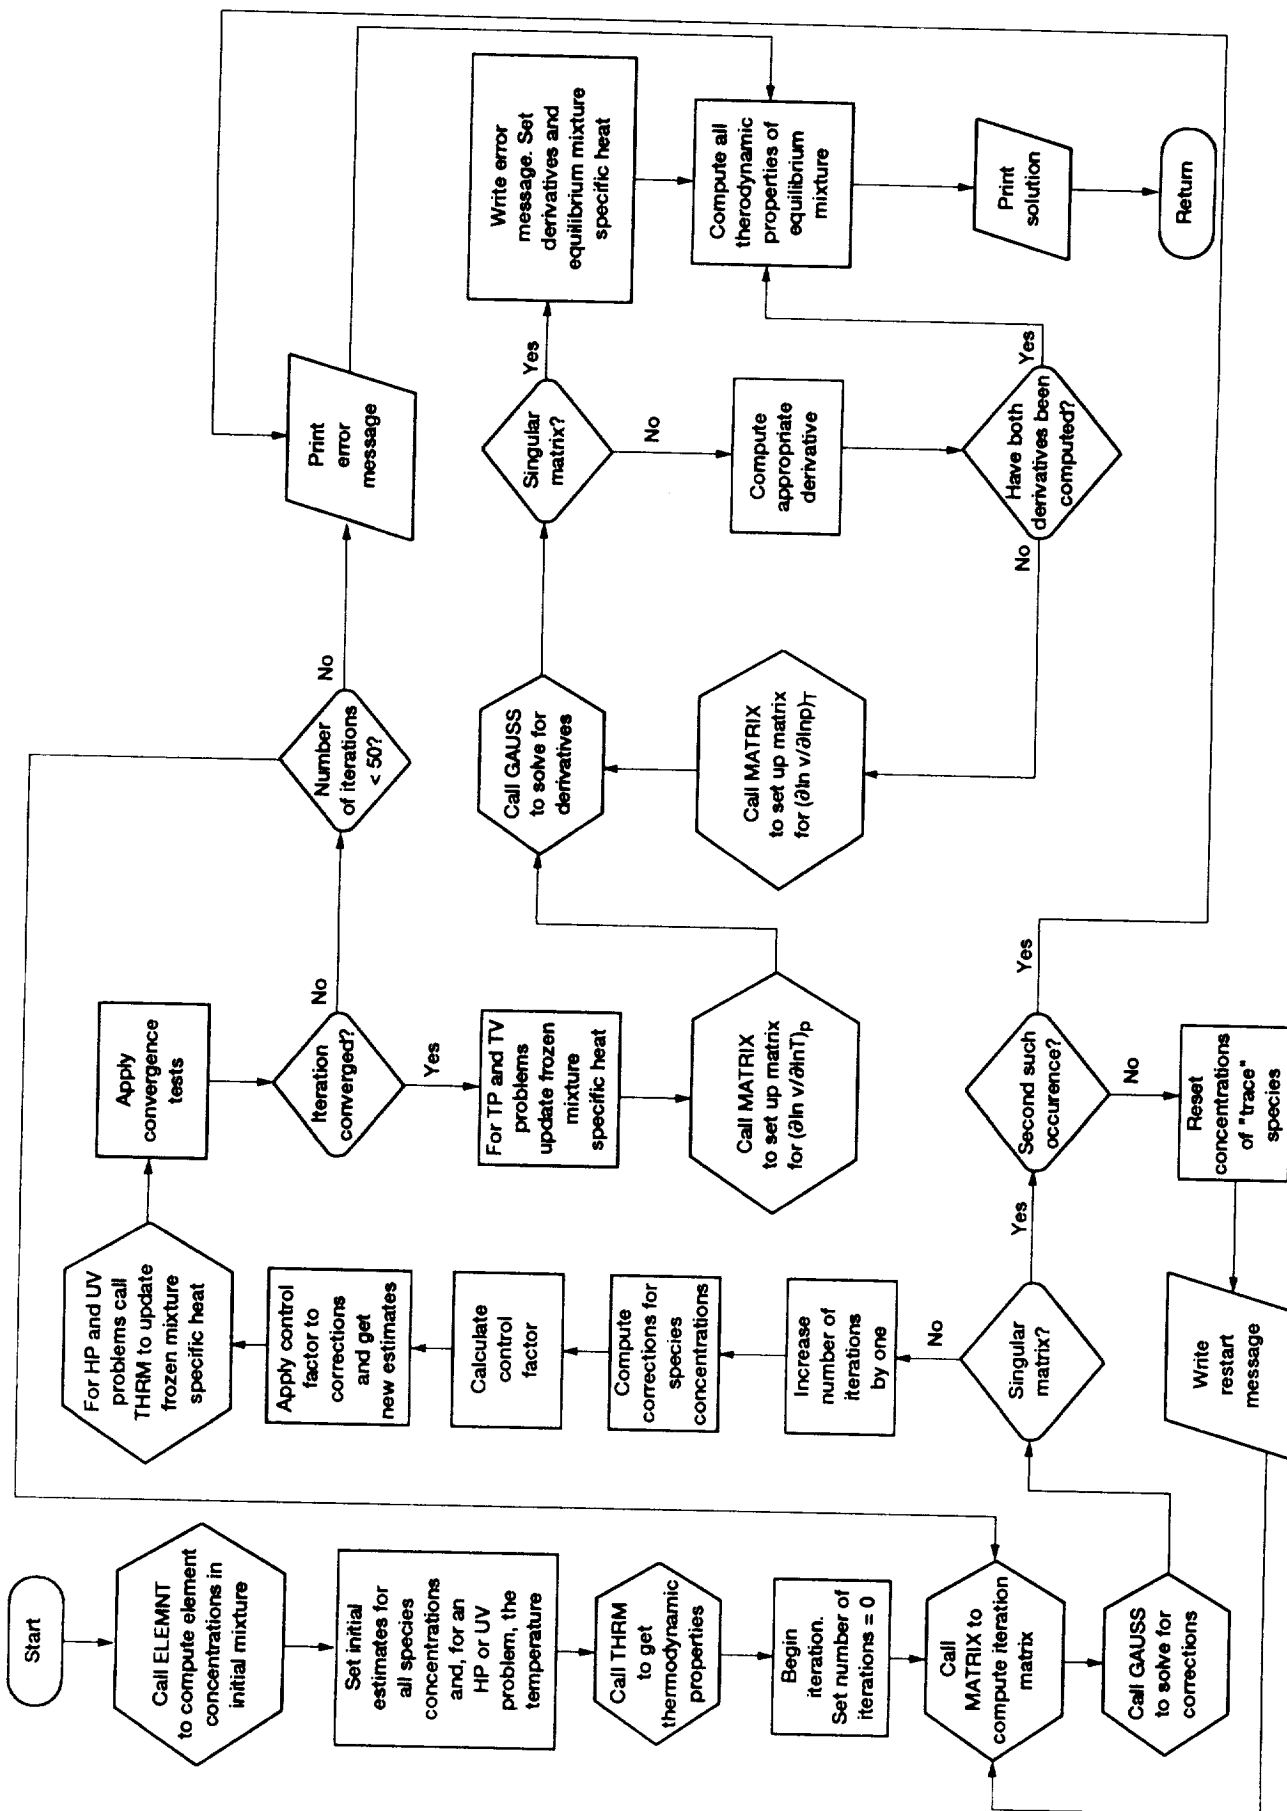 Start
Call ELEMNT
to compute element
concentrations in
initial mixture
Set initial
estimates for
all species
concentrations
and, for an
HP or UV
problem, the
temperature
Call THRM
to get
thermodynamic
properties
Begin
iteration.
Set number of
iterations = 0
Call
MATRIX to
compute iteration
matrix
Call GAUSS
to solve for
corrections
Singular
matrix?
No
Yes
Increase
number of
iterations
by one
Compute
corrections for
species
concentrations
Calculate
control
factor
Apply control
factor to
corrections
and get
new estimates
For HP and UV
problems call
THRM to update
frozen mixture
specific heat
Apply
convergence
tests
Iteration
converged?
No
Yes
For TP and TV
problems
update frozen
mixture
specific heat
Call MATRIX
to set up matrix
for (∂ln v/∂lnT)p
Second such
occurence?
Yes
No
Reset
concentrations
of "trace"
species
Write
restart
message
Number
of iterations
< 50?
No
Print
error
message
Call GAUSS
to solve for
derivatives
Call MATRIX
to set up matrix
for (∂ln v/∂lnp)T
Singular
matrix?
Yes
No
Compute
appropriate
derivative
Have both
derivatives been
computed?
No
Yes
Write error
message. Set
derivatives and
equilibrium mixture
specific heat
Compute all
therodynamic
properties of
equilibrium
mixture
Print
solution
Return